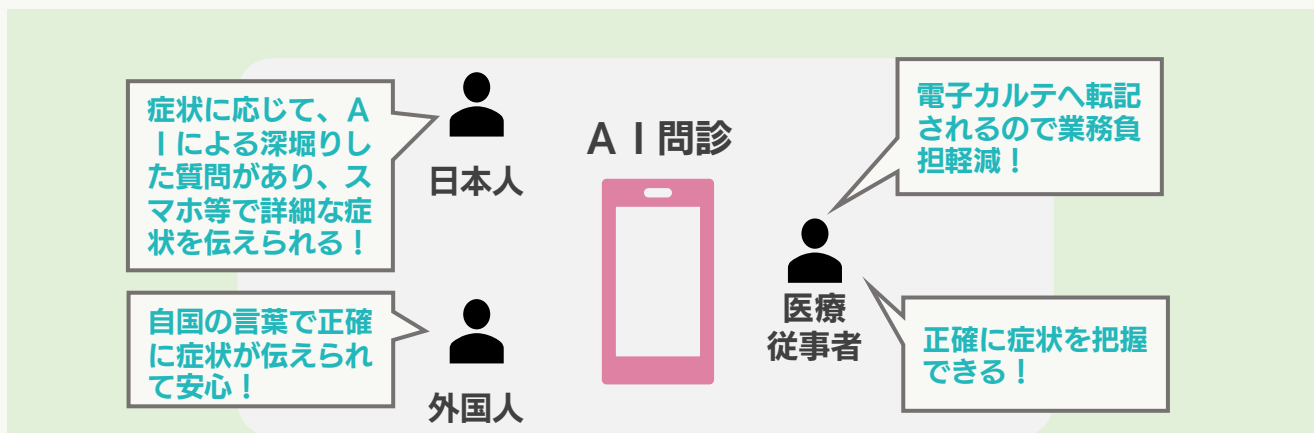 症状に応じて、Ａ
Ｉによる深堀りし
た質問があり、ス
マホ等で詳細な症
状を伝えられる！
日本人
自国の言葉で正確
に症状が伝えられ
て安心！
外国人
ＡＩ問診
電子カルテへ転記
されるので業務負
担軽減！
医療
従事者
正確に症状を把握
できる！